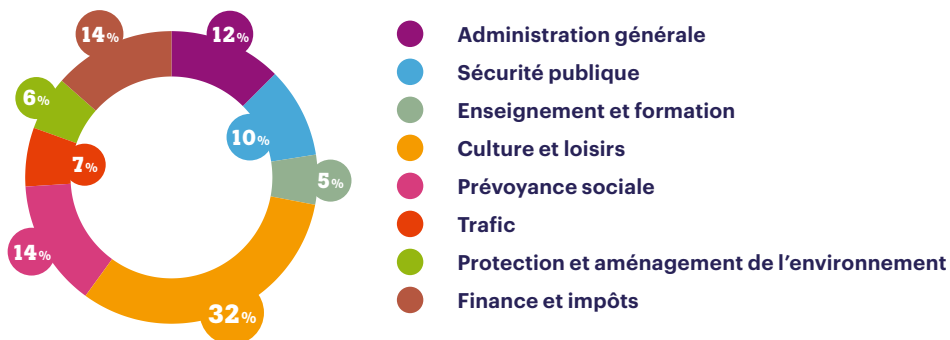 14%
12%
6%
10%
7%
5%
14%
32%
Administration générale
Sécurité publique
Enseignement et formation
Culture et loisirs
Prévoyance sociale
Trafic
Protection et aménagement de l’environnement
Finance et impôts